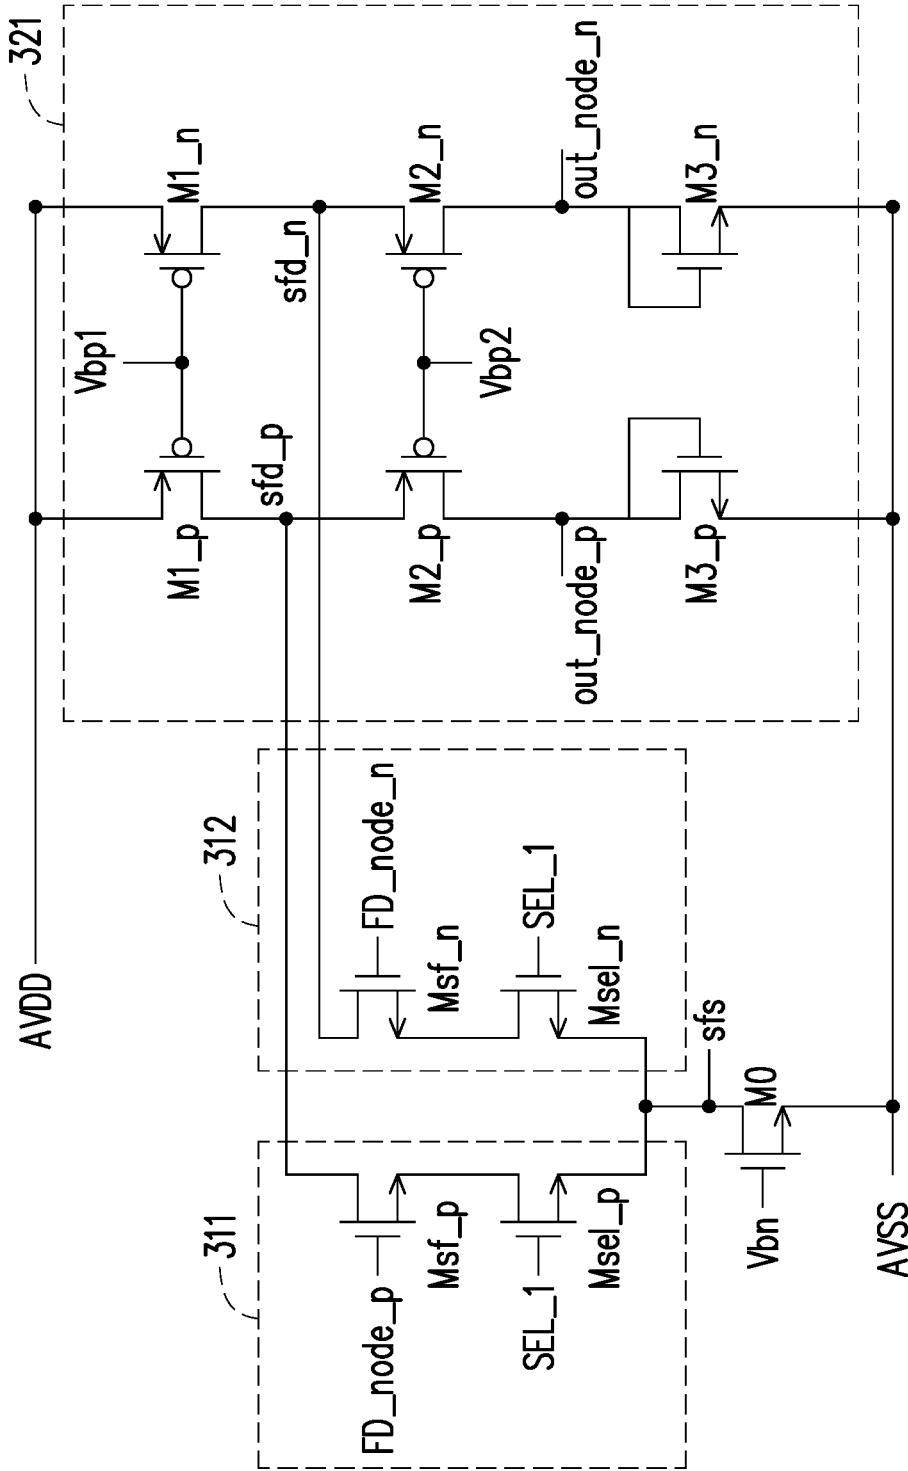 321
AVDD
Vbp1
M1_p
M1_n
311
312
sfd_p
sfd_n
FD_node_p
FD_node_n
M2_p
M2_n
Msf_p
Msf_n
Vbp2
SEL_1
SEL_1
out_node_p
out_node_n
Msel_p
Msel_n
M3_p
M3_n
sfs
Vbn
M0
AVSS